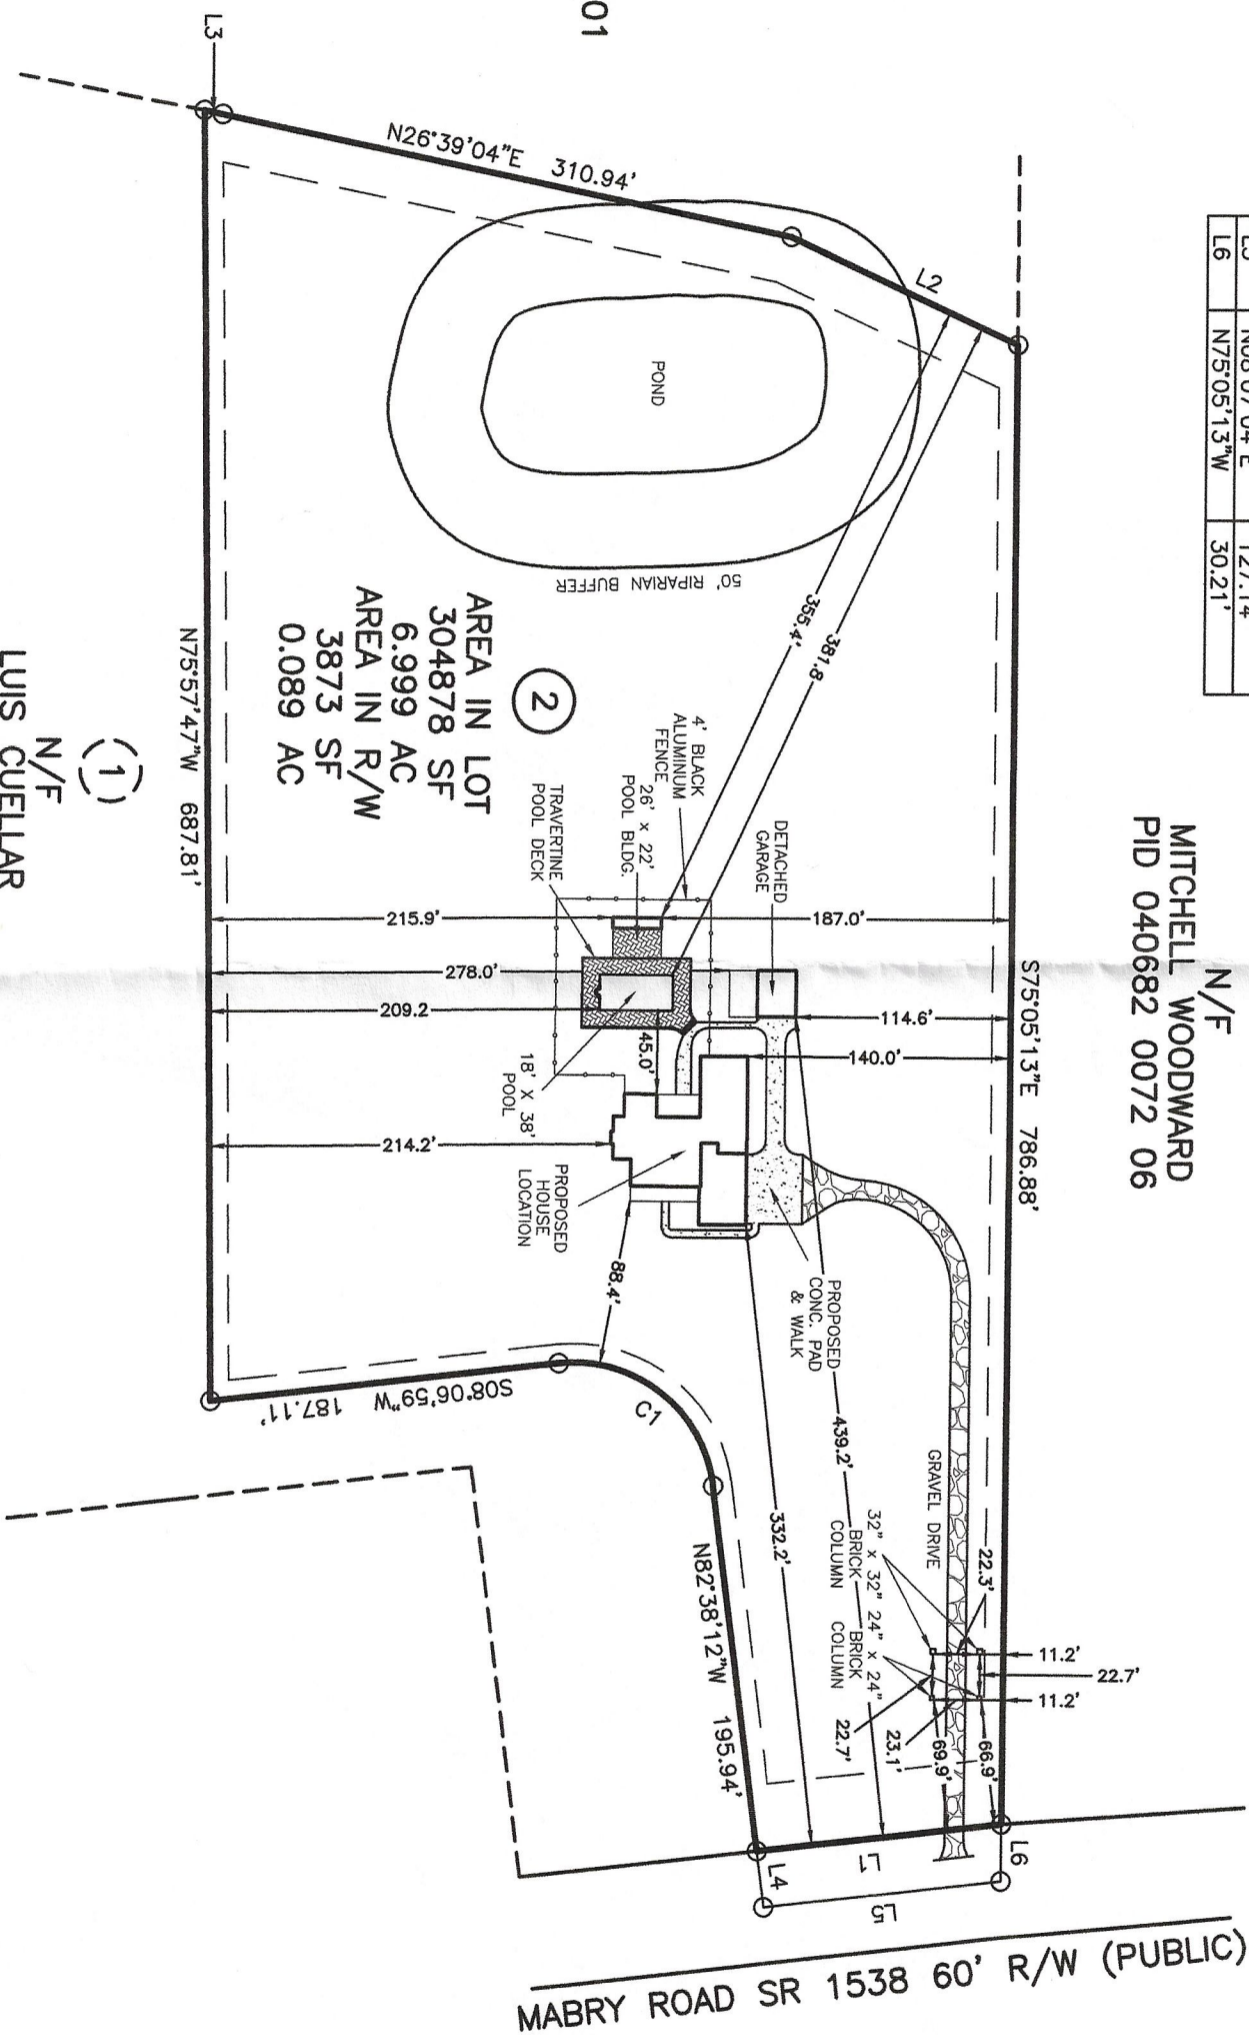 01
L6 N75°05'13"W 30.21'
N/F
MITCHELL WOODWARD
PID 040682 0072 06
L3
N26°39'04"E 310.94'
L2
POND
50' RIPARIAN BUFFER
S75°05'13"E 786.88'
355.4'
381.8
2
AREA IN LOT
304878 SF
6.999 AC
AREA IN R/W
3873 SF
0.089 AC
4' BLACK
ALUMINUM
FENCE
26' x 22'
POOL BLDG.
TRAVERTINE
POOL DECK
DETACHED
GARAGE
215.9'
187.0'
278.0'
209.2
114.6'
140.0'
45.0'
18' X 38'
POOL
214.2'
PROPOSED
HOUSE
LOCATION
88.4'
PROPOSED
CONC. PAD
& WALK
439.2'
332.2'
GRAVEL DRIVE
32" x 32"
BRICK
COLUMN
24" x 24"
BRICK
COLUMN
22.3'
11.2'
22.7'
11.2'
22.7'
23.1'
69.9'
66.9'
N75°57'47"W 687.81'
(1)
N/F
LUIS CUELLAR
S08°06'59"W 187.11'
C1
N82°38'12"W 195.94'
L4
L1
L5
L6
MABRY ROAD SR 1538 60' R/W (PUBLIC)